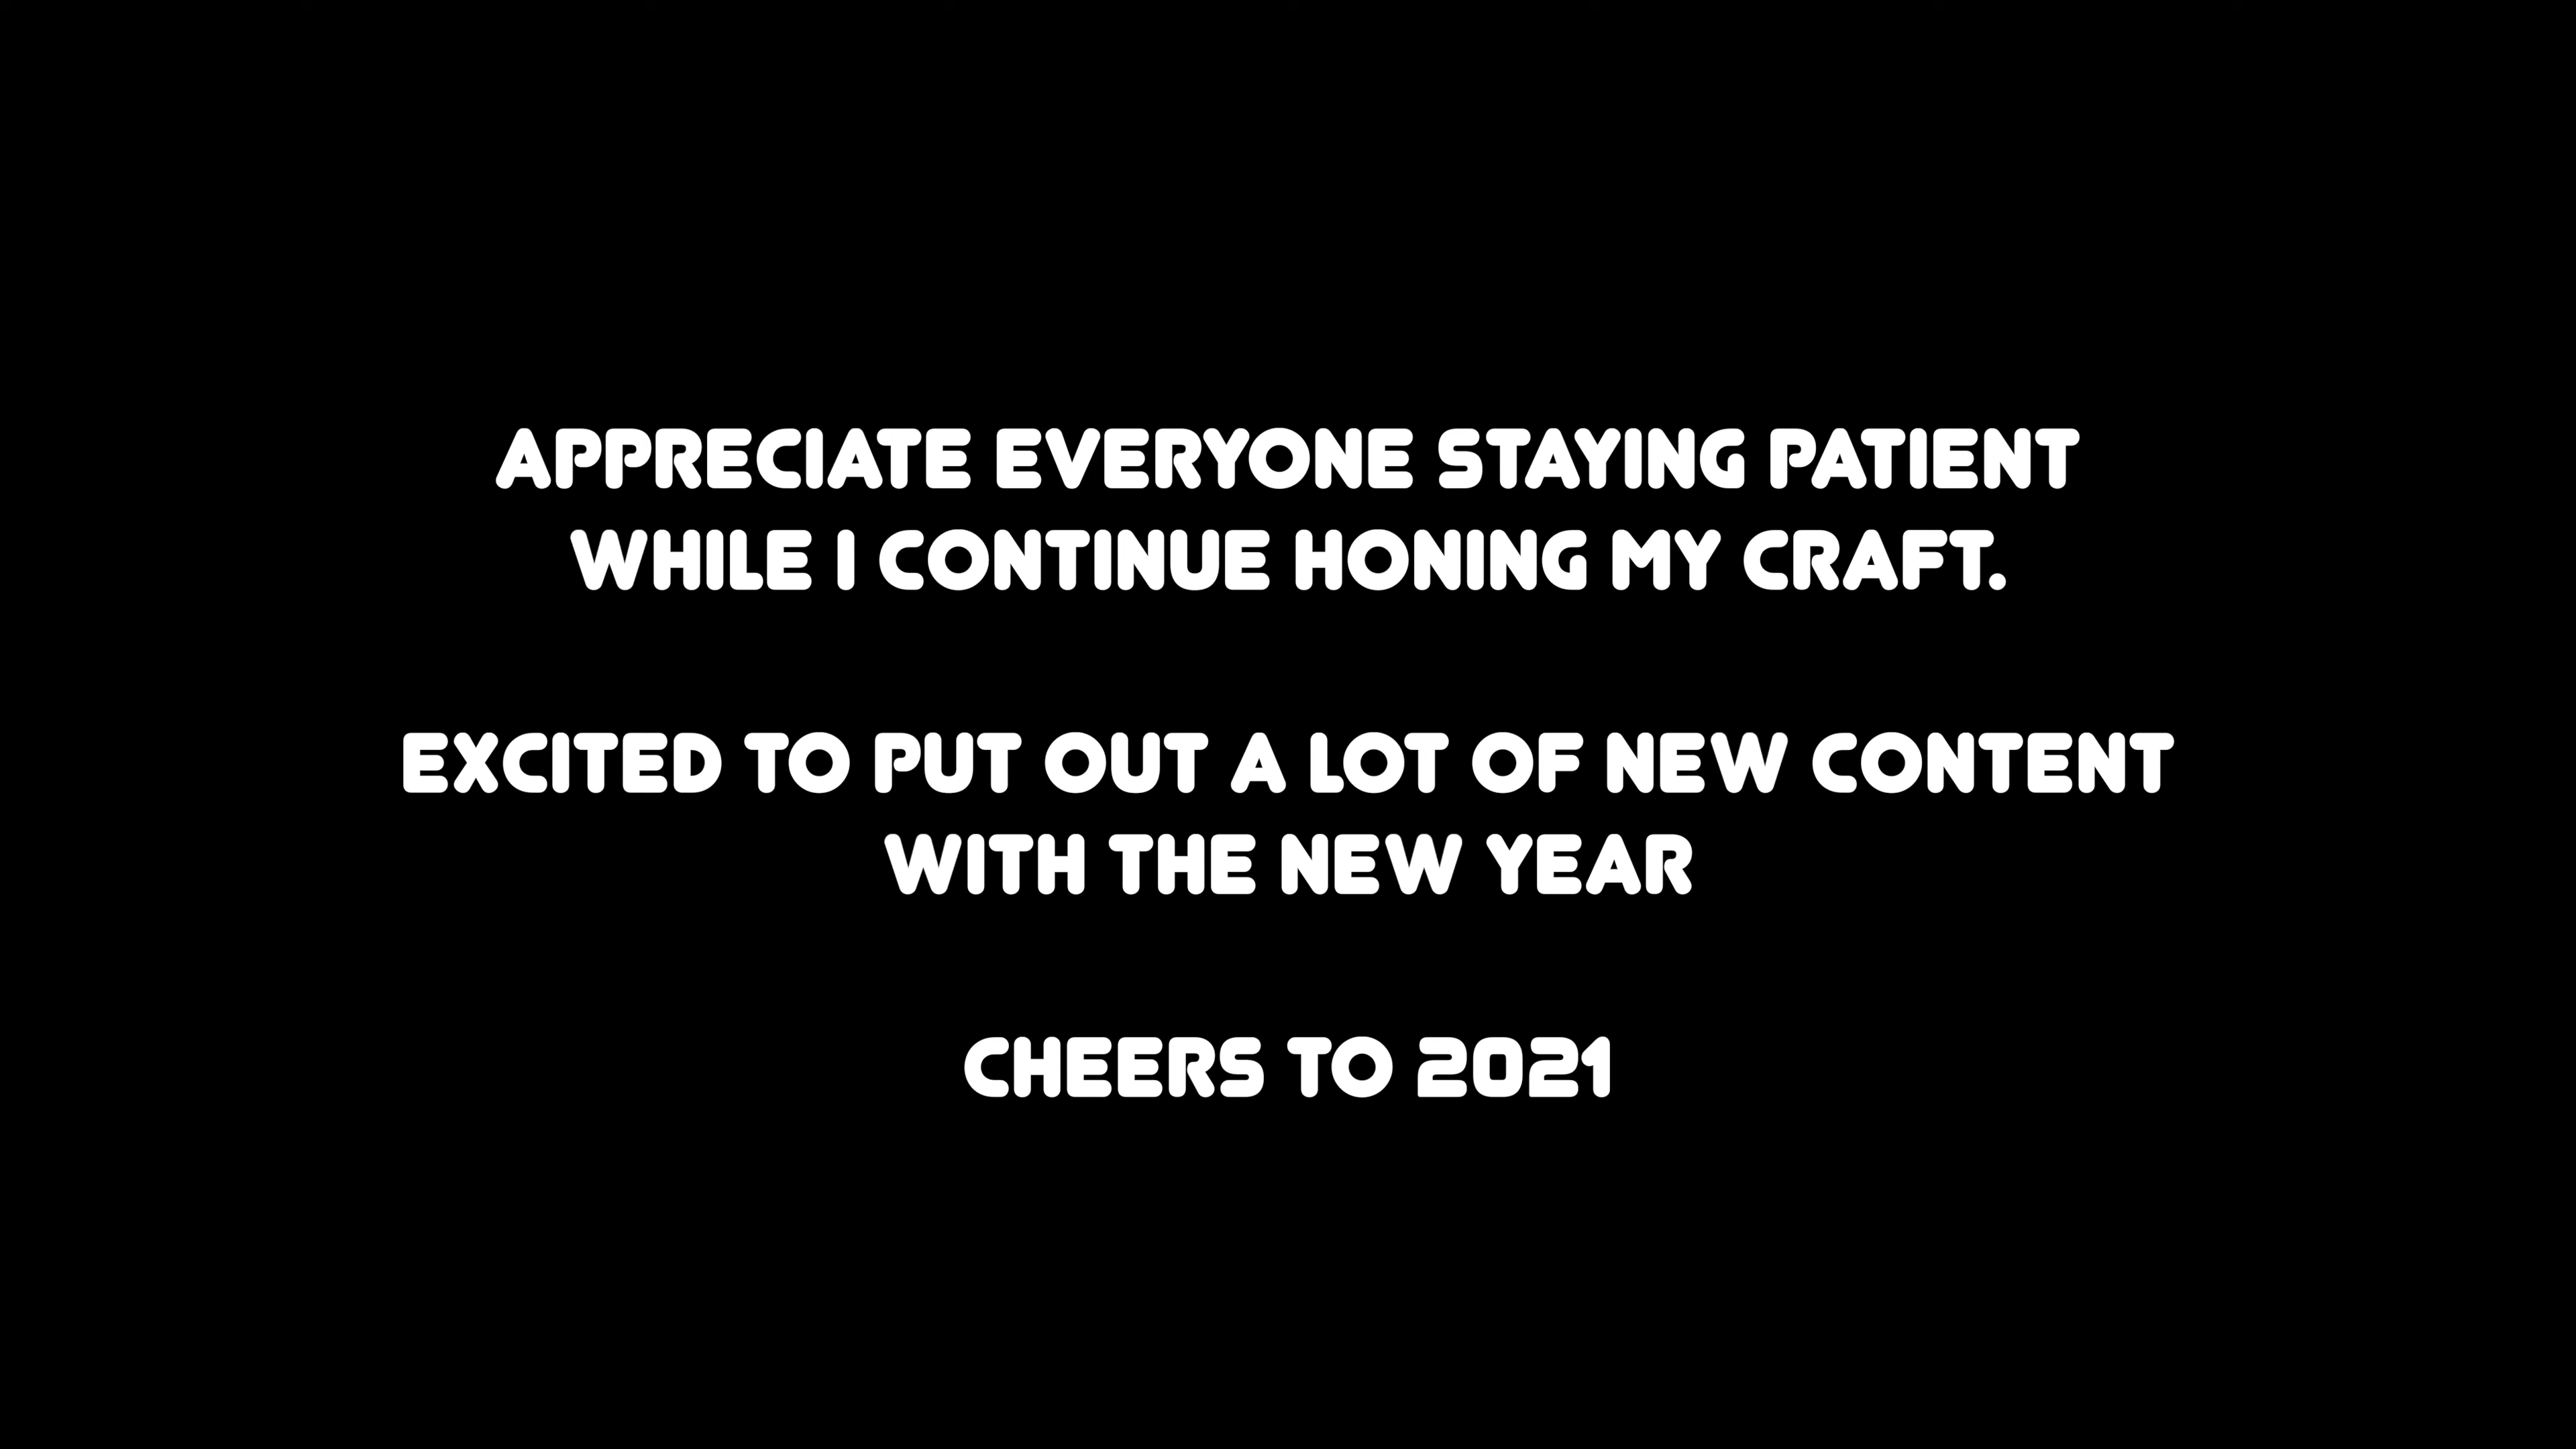 APPRECIATE EVERYONE STAYING PATIENT
WHILE I CONTINUE HONING MY CRAFT.
EXCITED TO PUT OUT A LOT OF NEW CONTENT
WITH THE NEW YEAR
CHEERS TO 2021